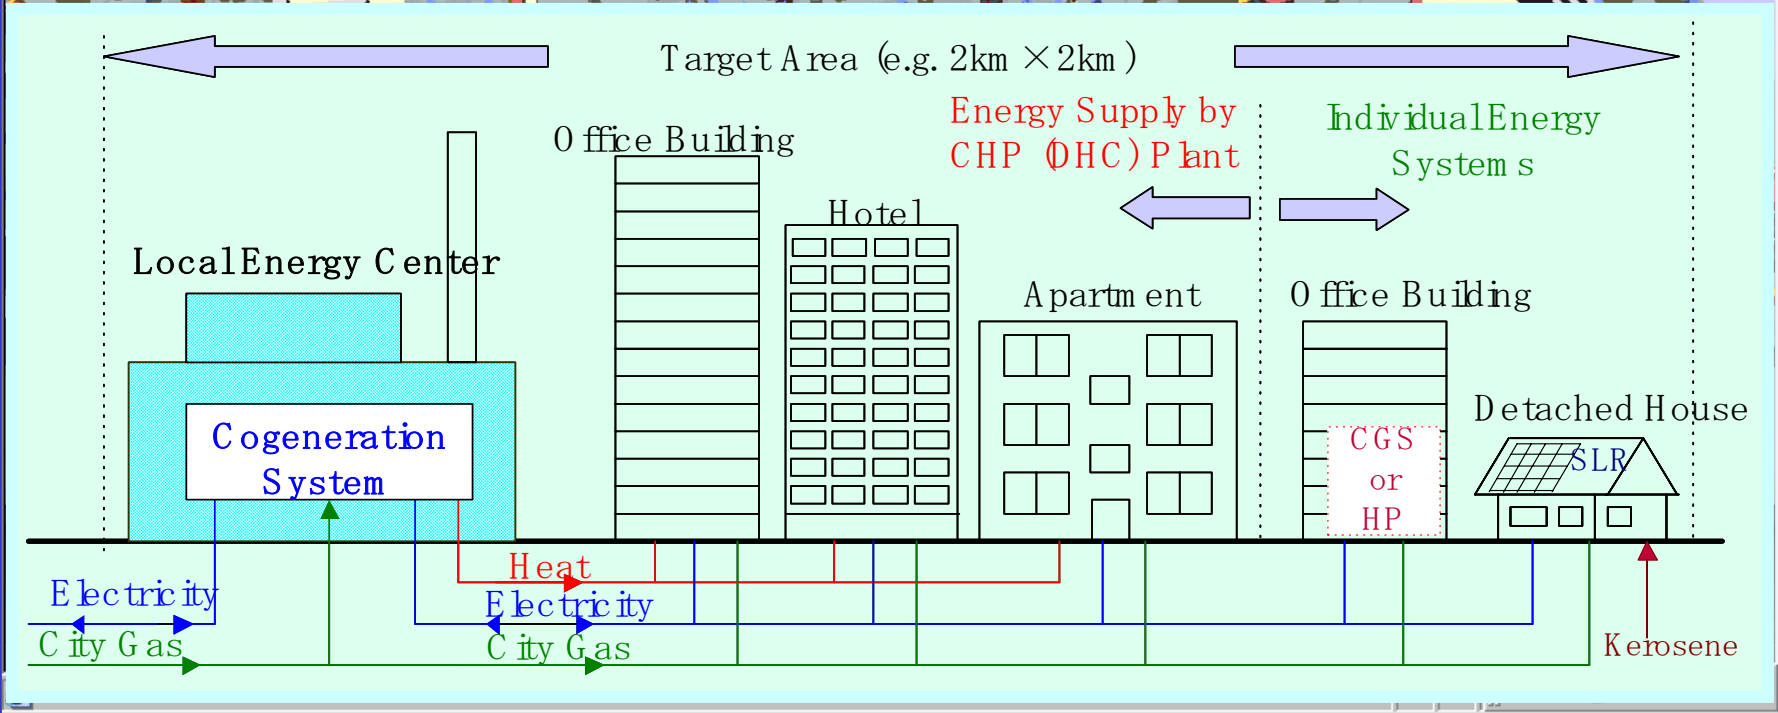 Target Area (e.g. 2km ×2km)
Energy Supply by
CHP (DHC) Plant
Individual Energy
Systems
Office Building
Hotel
Local Energy Center
Apartment
Office Building
Detached House
Cogeneration
System
CGS
or
HP
SLR
Heat
Electricity
Electricity
City Gas
City Gas
Kerosene